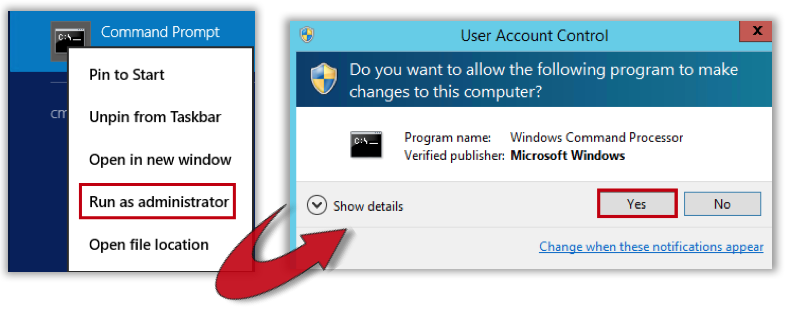 Command Prompt
Pin to Start
cm
Unpin from Taskbar
Open in new window
Run as administrator
Open file location
User Account Control
x
Do you want to allow the following program to make
changes to this computer?
C:\_
Program name: Windows Command Processor
Verified publisher: Microsoft Windows
Show details
Yes No
Change when these notifications appear